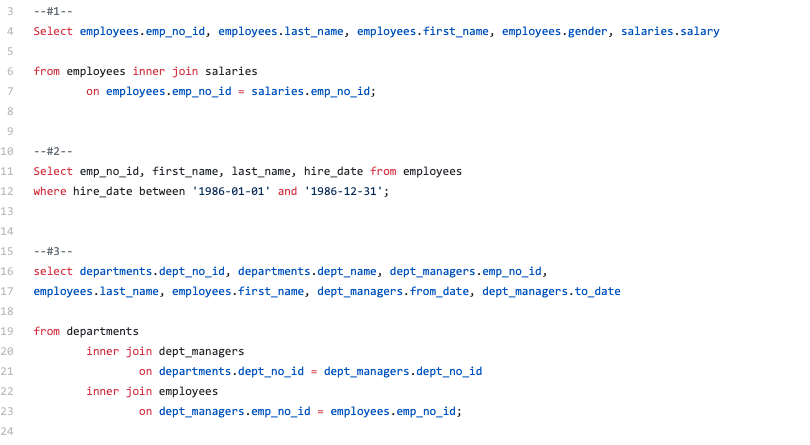 3 --#1--
4 Select employees.emp_no_id, employees.last_name, employees.first_name, employees.gender, salaries.salary
5
6 from employees inner join salaries
7 on employees.emp_no_id = salaries.emp_no_id;
8
9
10 --#2--
11 Select emp_no_id, first_name, last_name, hire_date from employees
12 where hire_date between '1986-01-01' and '1986-12-31';
13
14
15 --#3--
16 select departments.dept_no_id, departments.dept_name, dept_managers.emp_no_id,
17 employees.last_name, employees.first_name, dept_managers.from_date, dept_managers.to_date
18
19 from departments
20 inner join dept_managers
21 on departments.dept_no_id = dept_managers.dept_no_id
22 inner join employees
23 on dept_managers.emp_no_id = employees.emp_no_id;
24